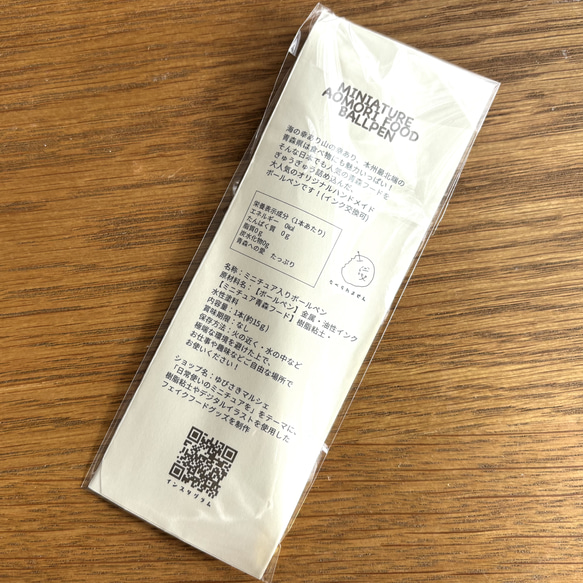 MINIATURE
AOMORI FOOD
BALLPEN
海の幸あり山の幸あり、本州最北端の
青森県は食べ物にも魅力いっぱい！
そんな日本でも人気の青森フードを
ぎゅうぎゅう詰め込んだ、
大人気のオリジナルハンドメイド
ボールペンです！(インク交換可)
栄養表示成分（1本あたり）
エネルギー 0kcal
たんぱく質 0g
脂質0g
炭水化物0g
青森への愛 たっぷり
なーくれません
名称：ミニチュア入りボールペン
原材料名：【ボールペン】金属・油性インク
【ミニチュア青森フード】樹脂粘土・
水性塗料
内容量：1本(約15g)
賞味期限：なし
保存方法：火の近く・水の中など
極端な環境を避けた上で、
お仕事や趣味などご自由な場所で
お使いください！
ショップ名：ゆびさきマルシェ
「日常使いのミニチュアを」をテーマに、
樹脂粘土やデジタルイラストを使用した
フェイクフードグッズを制作
インスタグラム